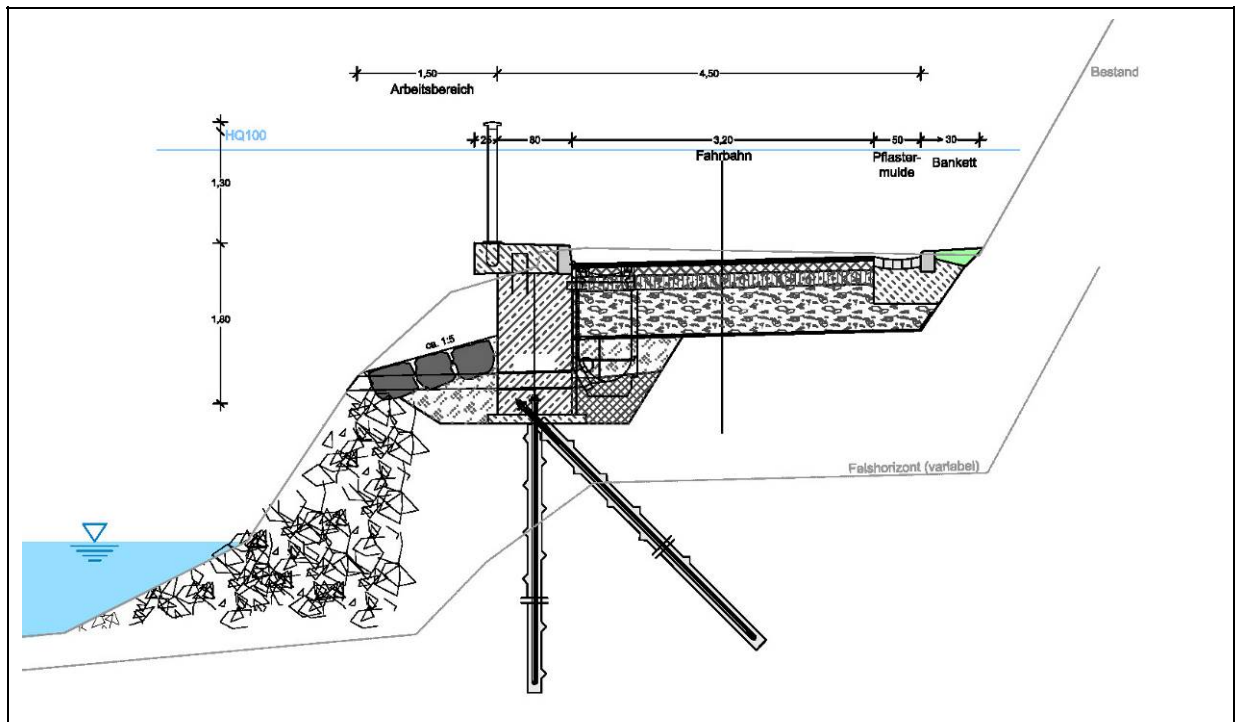 1,50
4,50
Arbeitsbereich
Bestand
HQ100
25
80
3,20
50
30
Fahrbahn
Pflaster-
mulde
Bankett
1,30
1,80
ca. 1:5
Felshorizont (variabel)